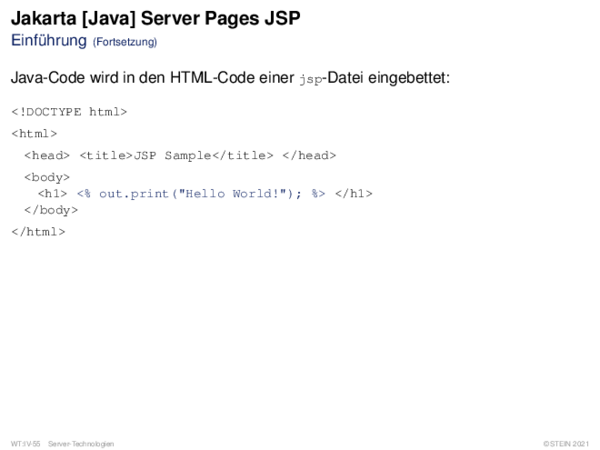 Jakarta [Java] Server Pages JSP
Einführung (Fortsetzung)
Java-Code wird in den HTML-Code einer jsp-Datei eingebettet:
<!DOCTYPE html>
<html>
<head> <title>JSP Sample</title> </head>
<body>
<h1> <% out.print("Hello World!"); %> </h1>
</body>
</html>
WT:IV-55 Server-Technologien
©STEIN 2021